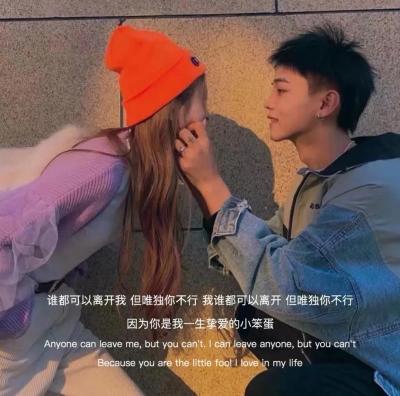 谁都可以离开我 但唯独你不行 我谁都可以离开 但唯独你不行
因为你是我一生挚爱的小笨蛋
Anyone can leave me, but you can't. I can leave anyone, but you can't
Because you are the little fool I love in my life